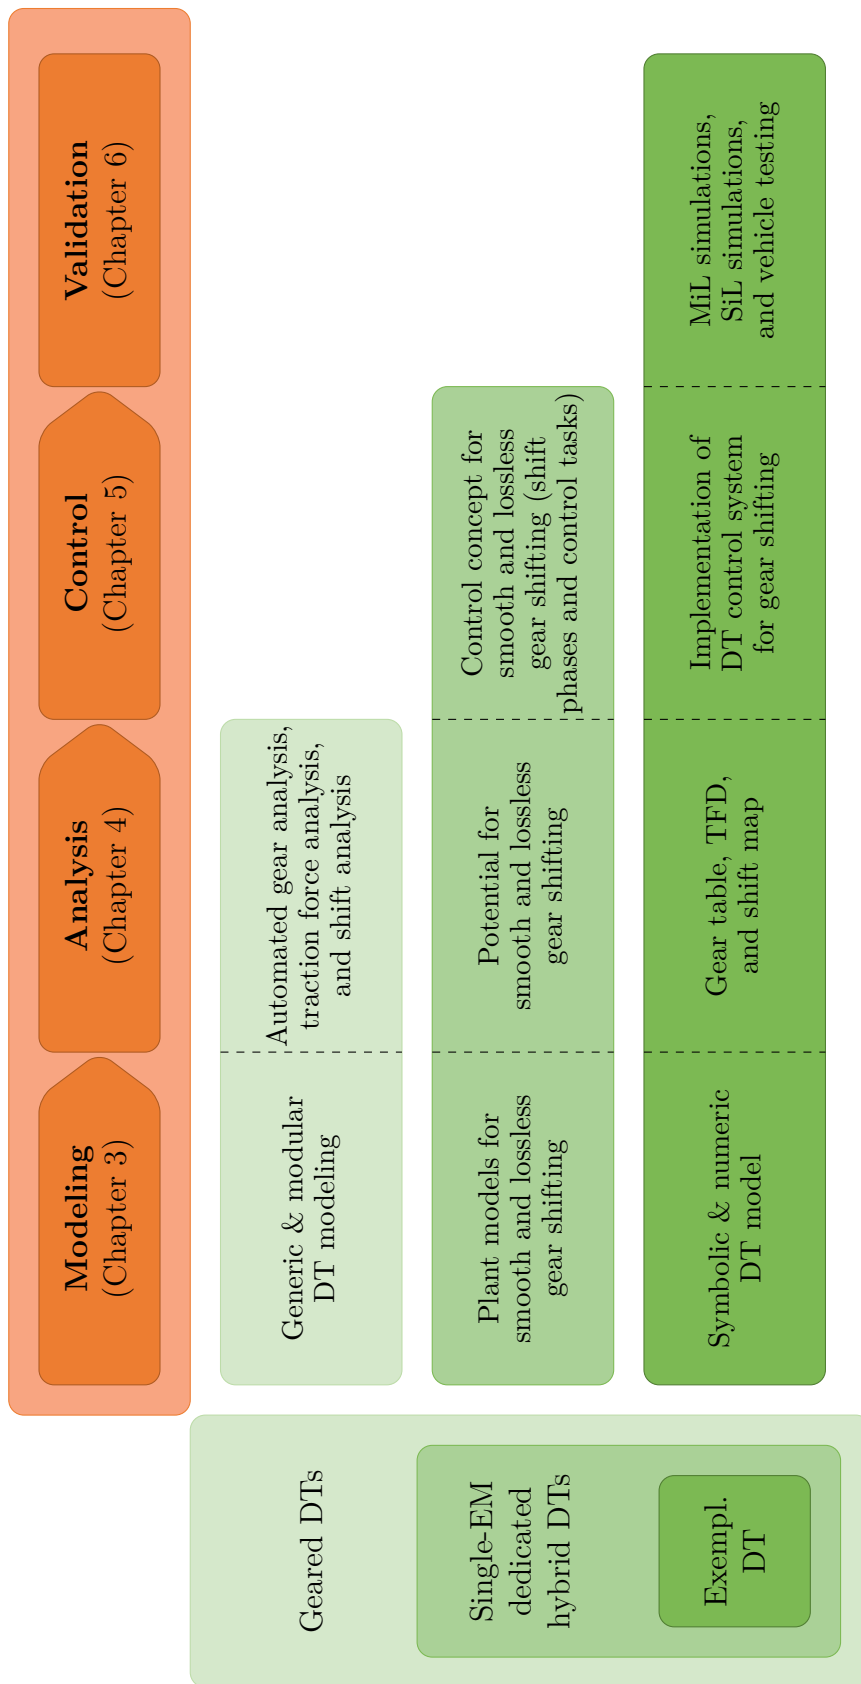 Modeling
(Chapter 3)
Analysis
(Chapter 4)
Control
(Chapter 5)
Validation
(Chapter 6)
Geared DTs
Generic & modular
DT modeling
Automated gear analysis,
traction force analysis,
and shift analysis
Single-EM
dedicated
hybrid DTs
Plant models for
smooth and lossless
gear shifting
Potential for
smooth and lossless
gear shifting
Control concept for
smooth and lossless
gear shifting (shift
phases and control tasks)
Exempl.
DT
Symbolic & numeric
DT model
Gear table, TFD,
and shift map
Implementation of
DT control system
for gear shifting
MiL simulations,
SiL simulations,
and vehicle testing